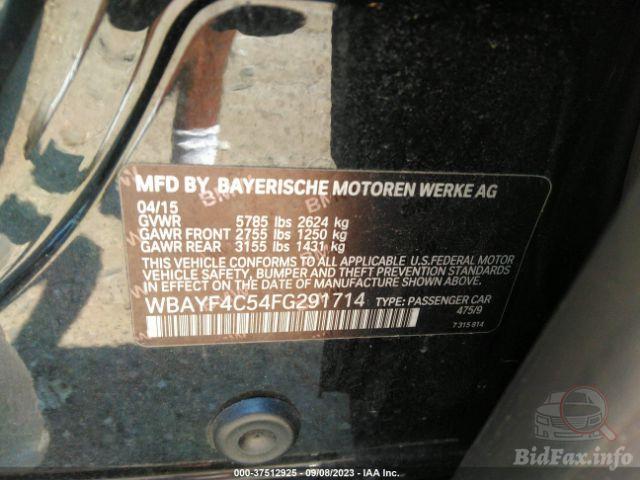 MFD BY BAYERISCHE MOTOREN WERKE AG
04/15
GVWR 5785 lbs 2624 kg
GAWR FRONT 2755 lbs 1250 kg
GAWR REAR 3155 lbs 1431 kg
THIS VEHICLE CONFORMS TO ALL APPLICABLE U.S.FEDERAL MOTOR
VEHICLE SAFETY, BUMPER AND THEFT PREVENTION STANDARDS
IN EFFECT ON THE DATE OF MANUFACTURE SHOWN ABOVE.
WBAYF4C54FG291714 TYPE: PASSENGER CAR
475/9
7315814
BidFax.info
000-37512925 - 09/08/2023 - IAA Inc.